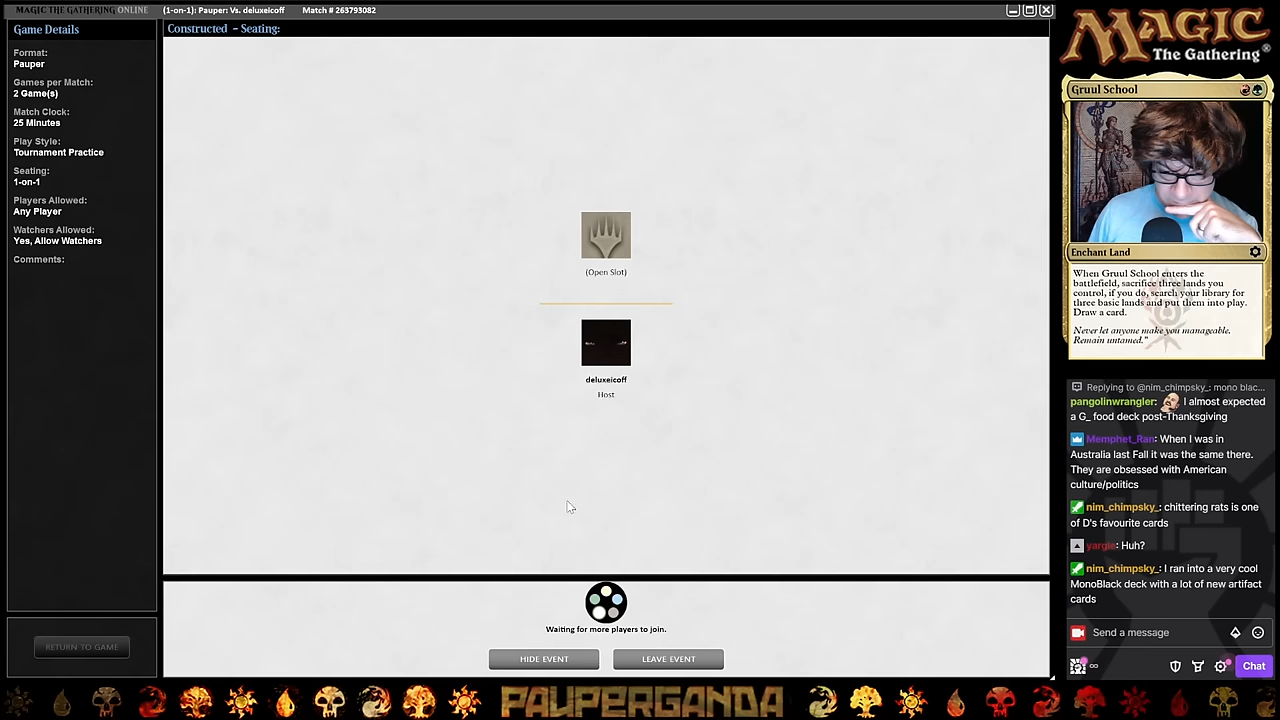 MAGIC THE GATHERING ONLINE
(1-on-1): Pauper: Vs. deluxeicoff Match # 263793082
Game Details
Format:
Pauper
Games per Match:
2 Game(s)
Match Clock:
25 Minutes
Play Style:
Tournament Practice
Seating:
1-on-1
Players Allowed:
Any Player
Watchers Allowed:
Yes, Allow Watchers
Comments:
RETURN TO GAME
Constructed - Seating:
(Open Slot)
deluxeicoff
Host
Waiting for more players to join.
HIDE EVENT
LEAVE EVENT
MAGIC
The Gathering®
Gruul School
Enchant Land
When Gruul School enters the
battlefield, sacrifice three lands you
control, if you do, search your library for
three basic lands and put them into play.
Draw a card.
Never let anyone make you manageable.
Remain untamed."
Replying to @nim_chimpsky_: mono blac...
pangolinwrangler: I almost expected
a G_ food deck post-Thanksgiving
Memphet_Ran: When I was in
Australia last Fall it was the same there.
They are obsessed with American
culture/politics
nim_chimpsky_: chittering rats is one
of D's favourite cards
yargle: Huh?
nim_chimpsky_: I ran into a very cool
MonoBlack deck with a lot of new artifact
cards
Send a message
Chat
PAUPERGANDA